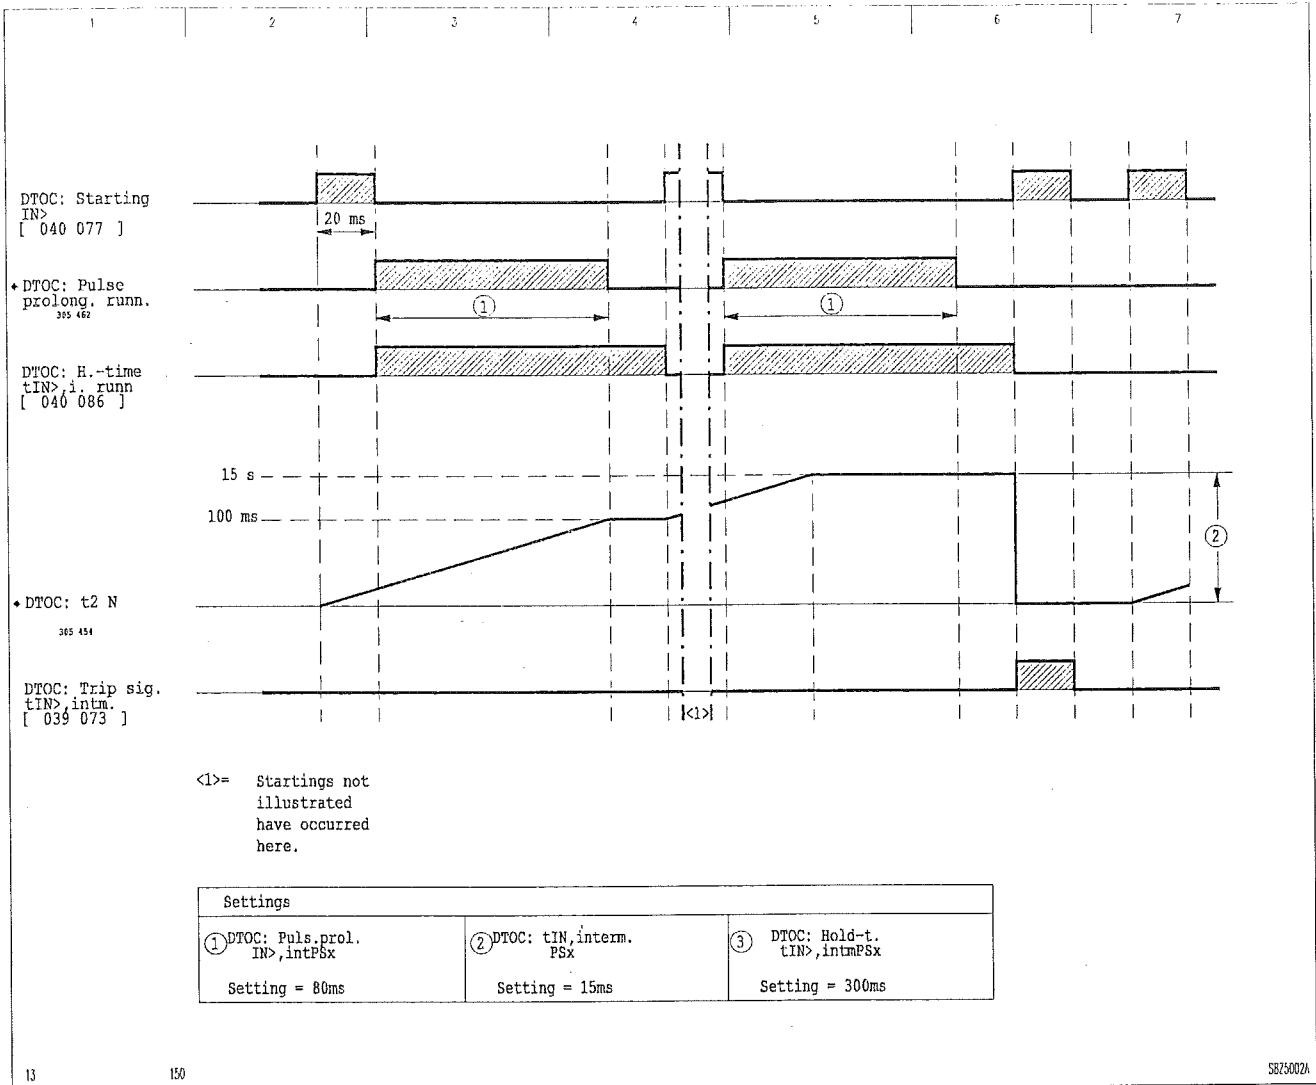 1 2 3 4 5 6 7
DTOC: Starting
IN>
[ 040 077 ]
20 ms
◆ DTOC: Pulse
prolong. runn.
305 462
1 1
DTOC: H.-time
tIN>,i. runn
[ 040 086 ]
15 s
100 ms
2
◆ DTOC: t2 N
305 454
DTOC: Trip sig.
tIN>,intm.
[ 039 073 ]
<1>
<1>= Startings not
illustrated
have occurred
here.
Settings
1 DTOC: Puls.prol.
IN>,intPSx
Setting = 80ms
2 DTOC: tIN,interm.
PSx
Setting = 15ms
3 DTOC: Hold-t.
tIN>,intmPSx
Setting = 300ms
13 150
SBZ5002A